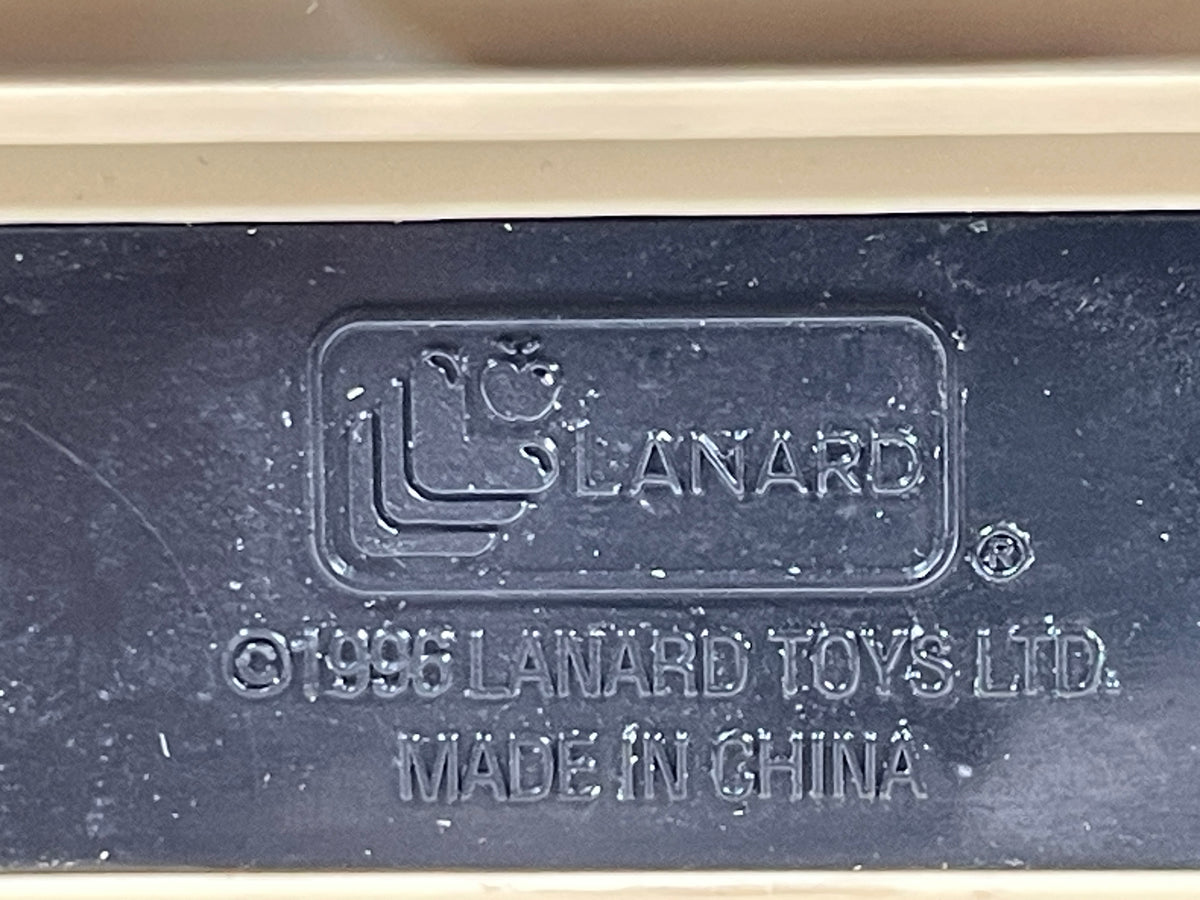 LANARD
®
©1996 LANARD TOYS LTD.
MADE IN CHINA